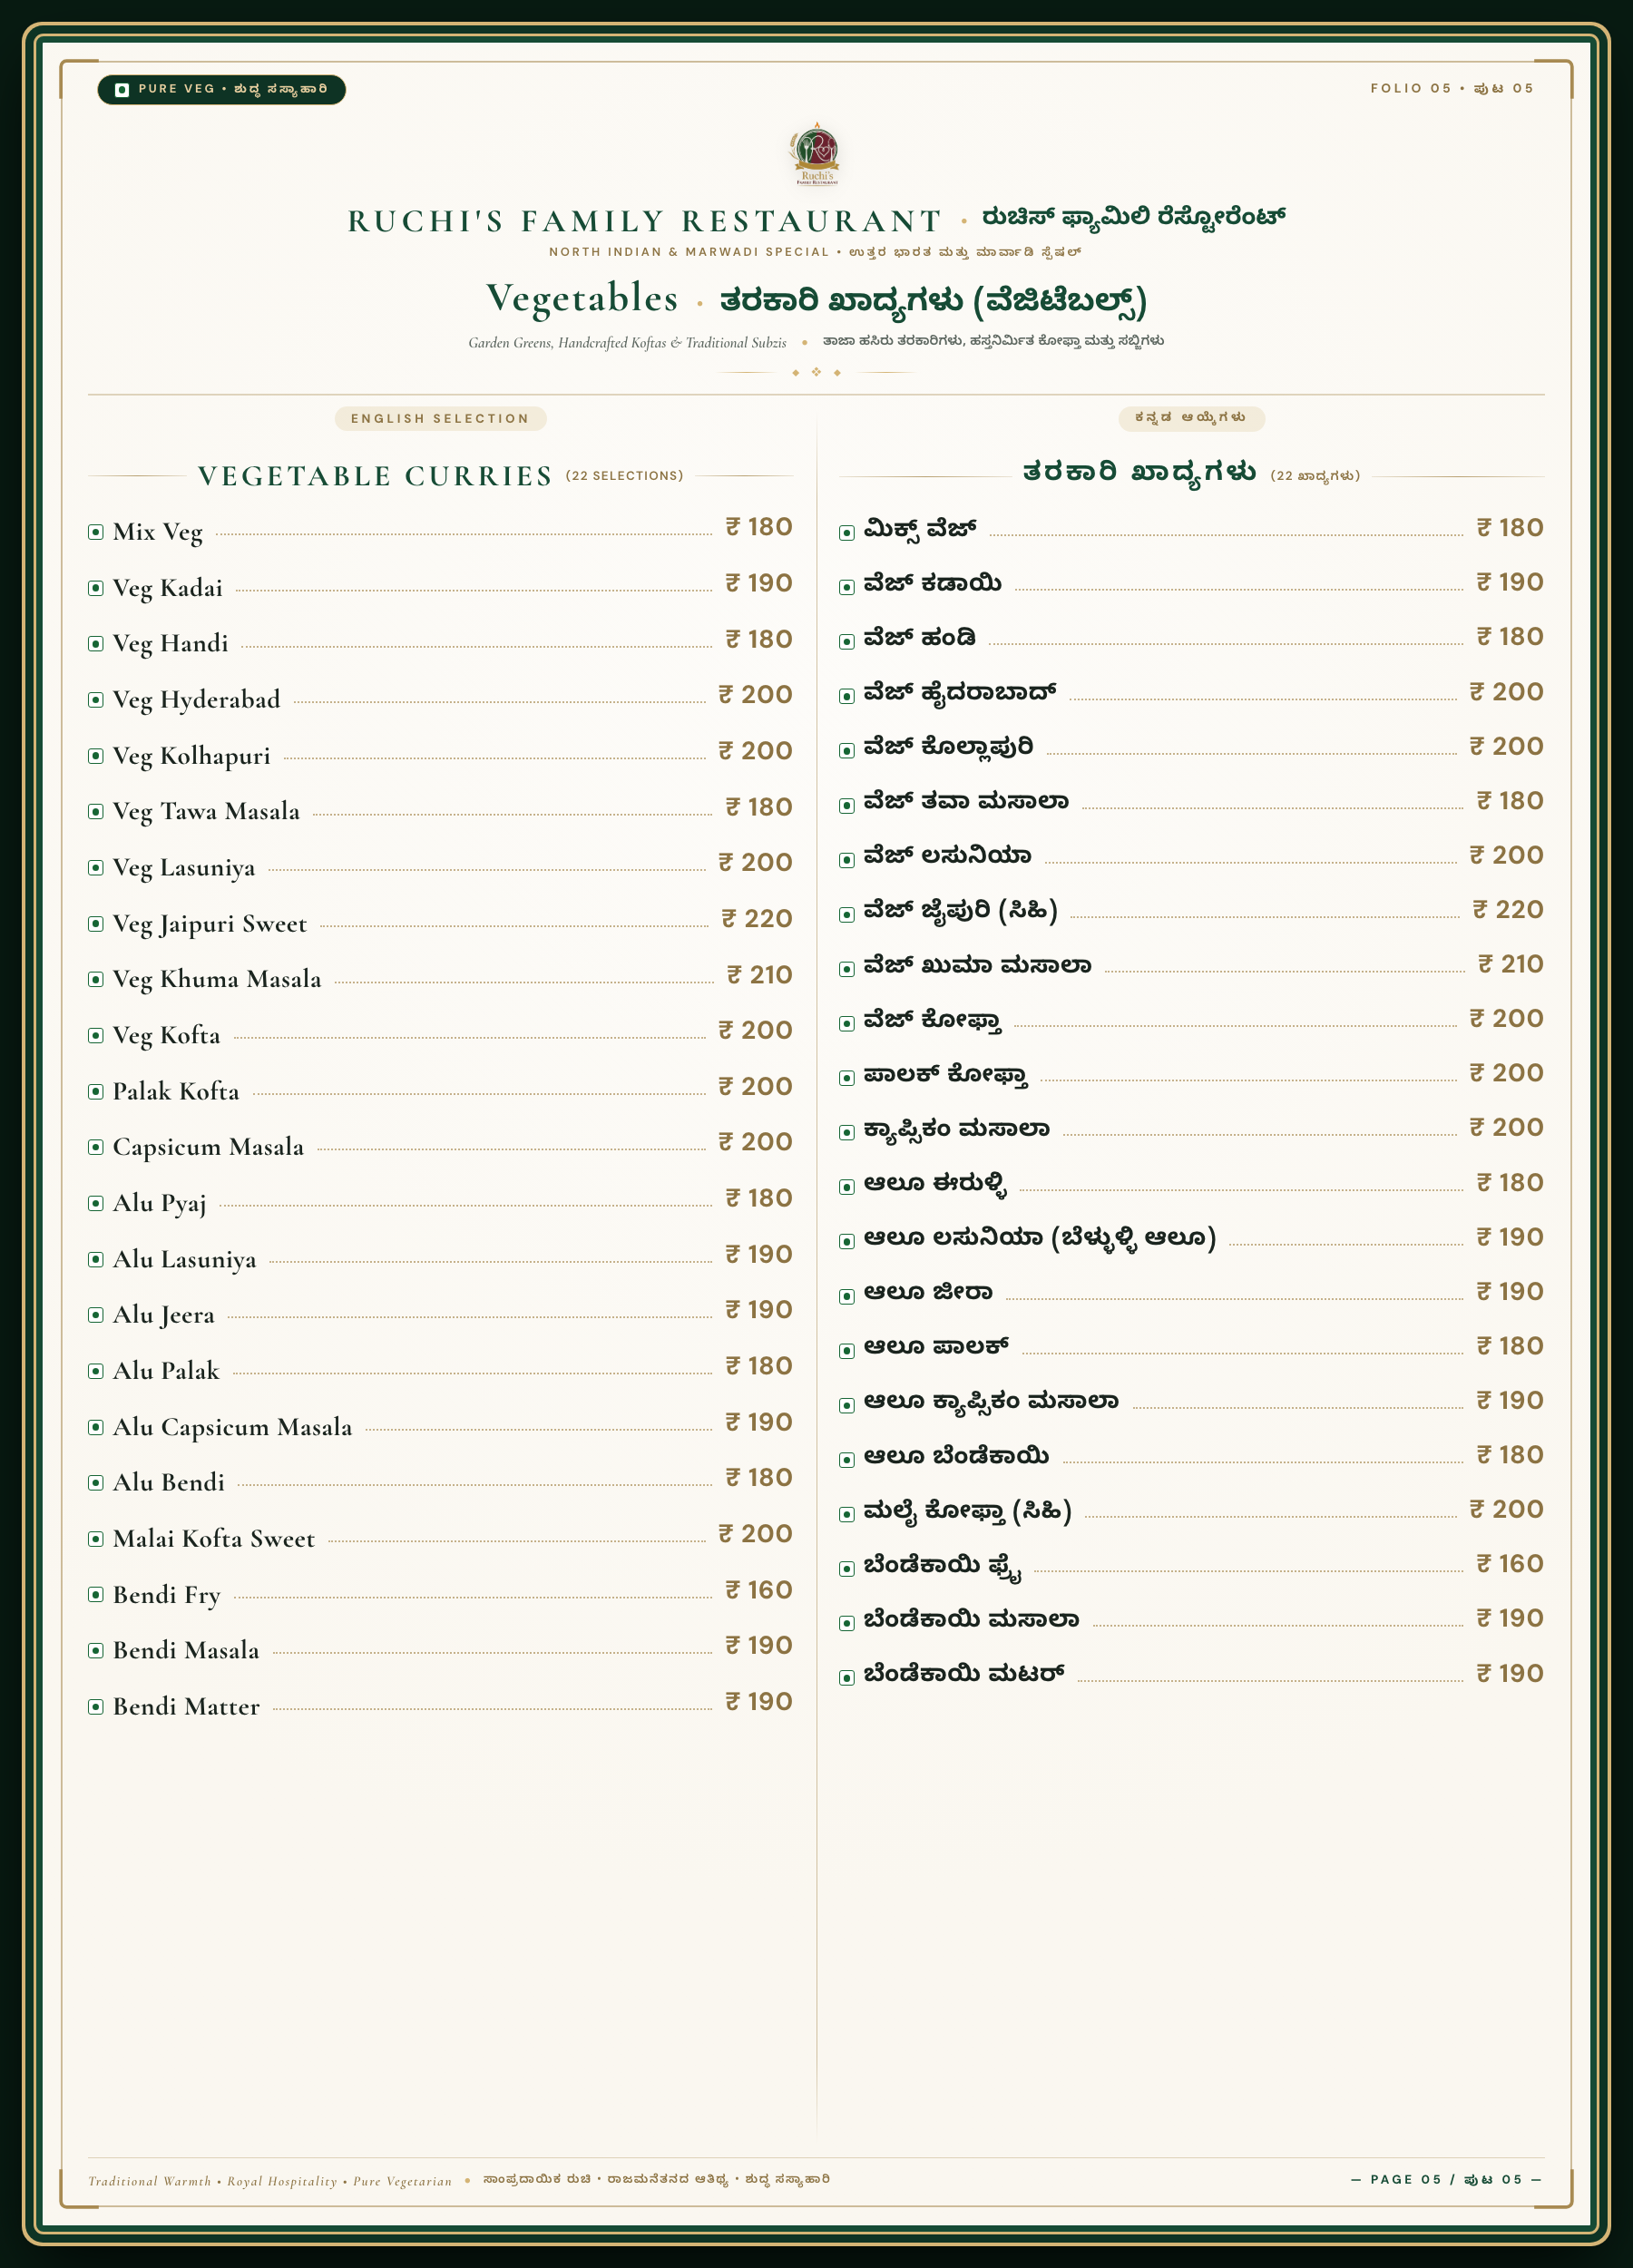 PURE VEG • ಶುದ್ಧ ಸಸ್ಯಾಹಾರಿ
FOLIO 05 • ಪುಟ 05
Ruchi's
FAMILY RESTAURANT
RUCHI'S FAMILY RESTAURANT • ರುಚಿಸ್ ಫ್ಯಾಮಿಲಿ ರೆಸ್ಟೋರೆಂಟ್
NORTH INDIAN & MARWADI SPECIAL • ಉತ್ತರ ಭಾರತ ಮತ್ತು ಮಾರ್ವಾಡಿ ಸ್ಪೆಷಲ್
Vegetables • ತರಕಾರಿ ಖಾದ್ಯಗಳು (ವೆಜಿಟೆಬಲ್ಸ್)
Garden Greens, Handcrafted Koftas & Traditional Subzis • ತಾಜಾ ಹಸಿರು ತರಕಾರಿಗಳು, ಹಸ್ತನಿರ್ಮಿತ ಕೋಫ್ತಾ ಮತ್ತು ಸಬ್ಜಿಗಳು
ENGLISH SELECTION
VEGETABLE CURRIES (22 SELECTIONS)
Mix Veg ₹ 180
Veg Kadai ₹ 190
Veg Handi ₹ 180
Veg Hyderabad ₹ 200
Veg Kolhapuri ₹ 200
Veg Tawa Masala ₹ 180
Veg Lasuniya ₹ 200
Veg Jaipuri Sweet ₹ 220
Veg Khuma Masala ₹ 210
Veg Kofta ₹ 200
Palak Kofta ₹ 200
Capsicum Masala ₹ 200
Alu Pyaj ₹ 180
Alu Lasuniya ₹ 190
Alu Jeera ₹ 190
Alu Palak ₹ 180
Alu Capsicum Masala ₹ 190
Alu Bendi ₹ 180
Malai Kofta Sweet ₹ 200
Bendi Fry ₹ 160
Bendi Masala ₹ 190
Bendi Matter ₹ 190
ಕನ್ನಡ ಆಯ್ಕೆಗಳು
ತರಕಾರಿ ಖಾದ್ಯಗಳು (22 ಖಾದ್ಯಗಳು)
ಮಿಕ್ಸ್ ವೆಜ್ ₹ 180
ವೆಜ್ ಕಡಾಯಿ ₹ 190
ವೆಜ್ ಹಂಡಿ ₹ 180
ವೆಜ್ ಹೈದರಾಬಾದ್ ₹ 200
ವೆಜ್ ಕೊಲ್ಲಾಪುರಿ ₹ 200
ವೆಜ್ ತವಾ ಮಸಾಲಾ ₹ 180
ವೆಜ್ ಲಸುನಿಯಾ ₹ 200
ವೆಜ್ ಜೈಪುರಿ (ಸಿಹಿ) ₹ 220
ವೆಜ್ ಖುಮಾ ಮಸಾಲಾ ₹ 210
ವೆಜ್ ಕೋಫ್ತಾ ₹ 200
ಪಾಲಕ್ ಕೋಫ್ತಾ ₹ 200
ಕ್ಯಾಪ್ಸಿಕಂ ಮಸಾಲಾ ₹ 200
ಆಲೂ ಈರುಳ್ಳಿ ₹ 180
ಆಲೂ ಲಸುನಿಯಾ (ಬೆಳ್ಳುಳ್ಳಿ ಆಲೂ) ₹ 190
ಆಲೂ ಜೀರಾ ₹ 190
ಆಲೂ ಪಾಲಕ್ ₹ 180
ಆಲೂ ಕ್ಯಾಪ್ಸಿಕಂ ಮಸಾಲಾ ₹ 190
ಆಲೂ ಬೆಂಡೆಕಾಯಿ ₹ 180
ಮಲೈ ಕೋಫ್ತಾ (ಸಿಹಿ) ₹ 200
ಬೆಂಡೆಕಾಯಿ ಫ್ರೈ ₹ 160
ಬೆಂಡೆಕಾಯಿ ಮಸಾಲಾ ₹ 190
ಬೆಂಡೆಕಾಯಿ ಮಟರ್ ₹ 190
Traditional Warmth • Royal Hospitality • Pure Vegetarian • ಸಾಂಪ್ರದಾಯಿಕ ರುಚಿ • ರಾಜಮನೆತನದ ಆತಿಥ್ಯ • ಶುದ್ಧ ಸಸ್ಯಾಹಾರಿ
— PAGE 05 / ಪುಟ 05 —